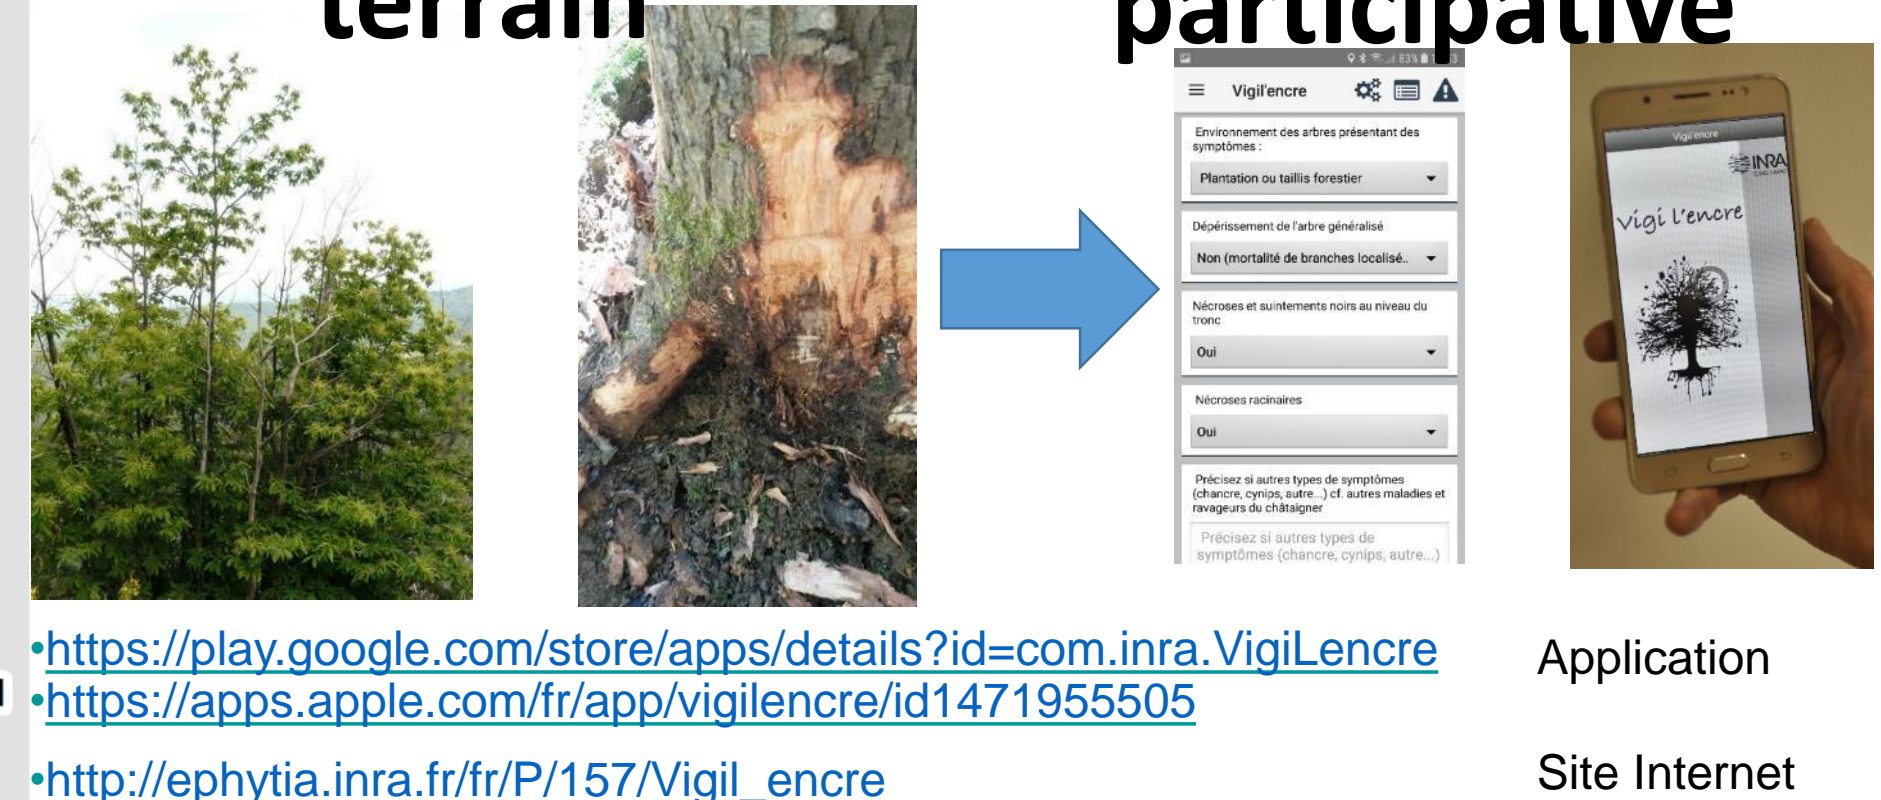 terrain
participative
83%
Vigil'encre
Environnement des arbres présentant des
symptômes :
Plantation ou taillis forestier
Dépérissement de l'arbre généralisé
Non (mortalité de branches localisé..
Nécroses et suintements noirs au niveau du
tronc
Oui
Nécroses racinaires
Oui
Précisez si autres types de symptômes
(chancre, cynips, autre...) cf. autres maladies et
ravageurs du châtaigner
Précisez si autres types de
symptômes (chancre, cynips, autre...)
Vigil'encre
INRA
Vigi l'encre
•https://play.google.com/store/apps/details?id=com.inra.VigiLencre
Application
•https://apps.apple.com/fr/app/vigilencre/id1471955505
•http://ephytia.inra.fr/fr/P/157/Vigil_encre
Site Internet